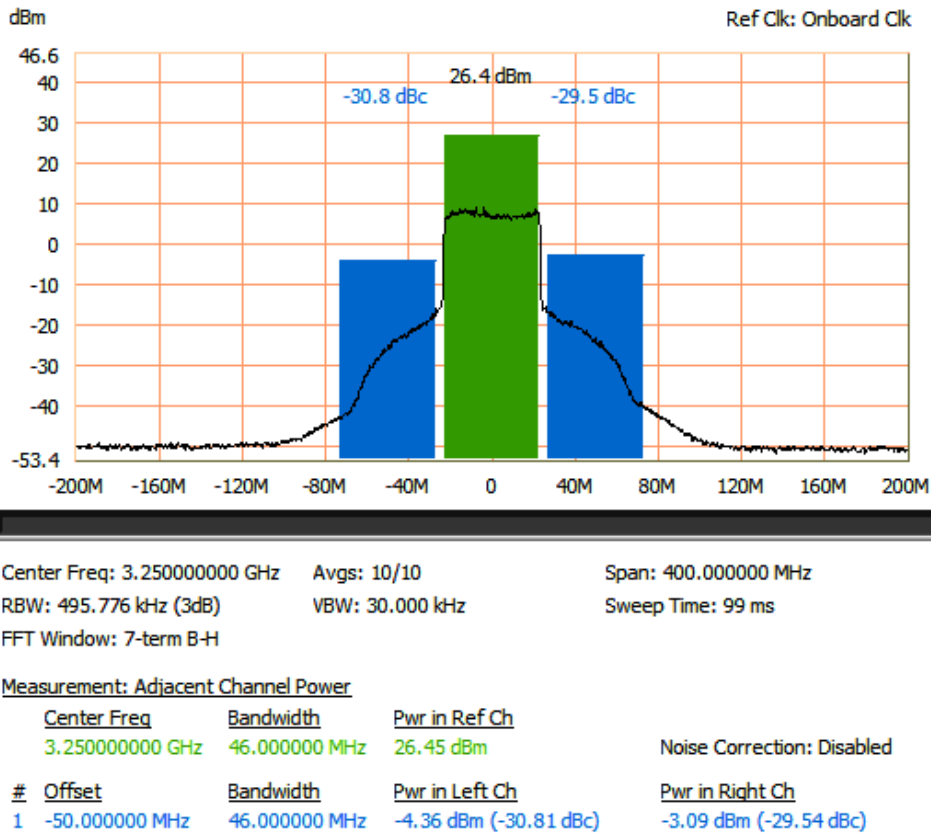 dBm Ref Clk: Onboard Clk
46.6
40 26.4 dBm
-30.8 dBc -29.5 dBc
30
20
10
0
-10
-20
-30
-40
-53.4
-200M -160M -120M -80M -40M 0 40M 80M 120M 160M 200M
Center Freq: 3.250000000 GHz Avgs: 10/10 Span: 400.000000 MHz
RBW: 495.776 kHz (3dB) VBW: 30.000 kHz Sweep Time: 99 ms
FFT Window: 7-term B-H
Measurement: Adjacent Channel Power
Center Freq Bandwidth Pwr in Ref Ch
3.250000000 GHz 46.000000 MHz 26.45 dBm Noise Correction: Disabled
# Offset Bandwidth Pwr in Left Ch Pwr in Right Ch
1 -50.000000 MHz 46.000000 MHz -4.36 dBm (-30.81 dBc) -3.09 dBm (-29.54 dBc)